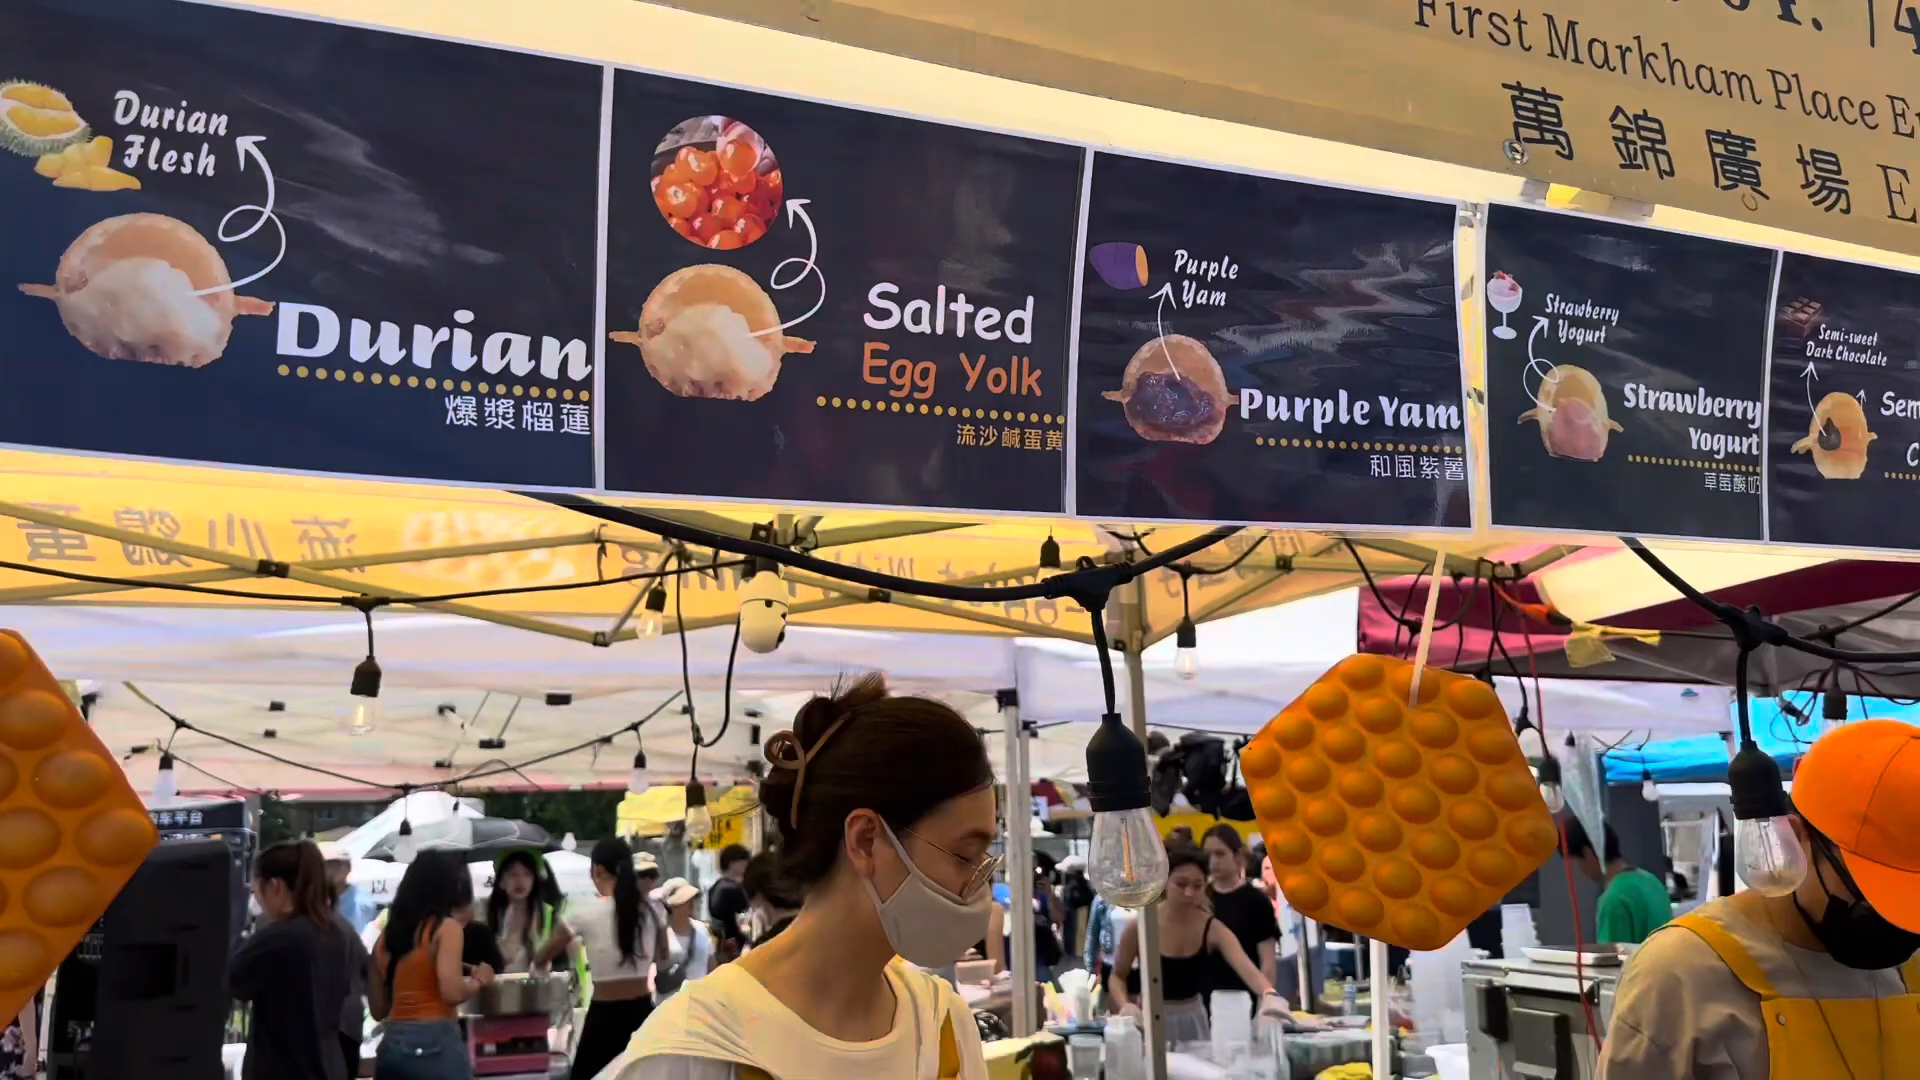 First Markham Place
萬錦廣場
Durian
Flesh
Durian
爆漿榴蓮
Salted
Egg Yolk
流沙鹹蛋黃
Purple
Yam
Purple Yam
和風紫薯
Strawberry
Yogurt
Strawberry
Yogurt
草莓酸奶
Semi-sweet
Dark Chocolate